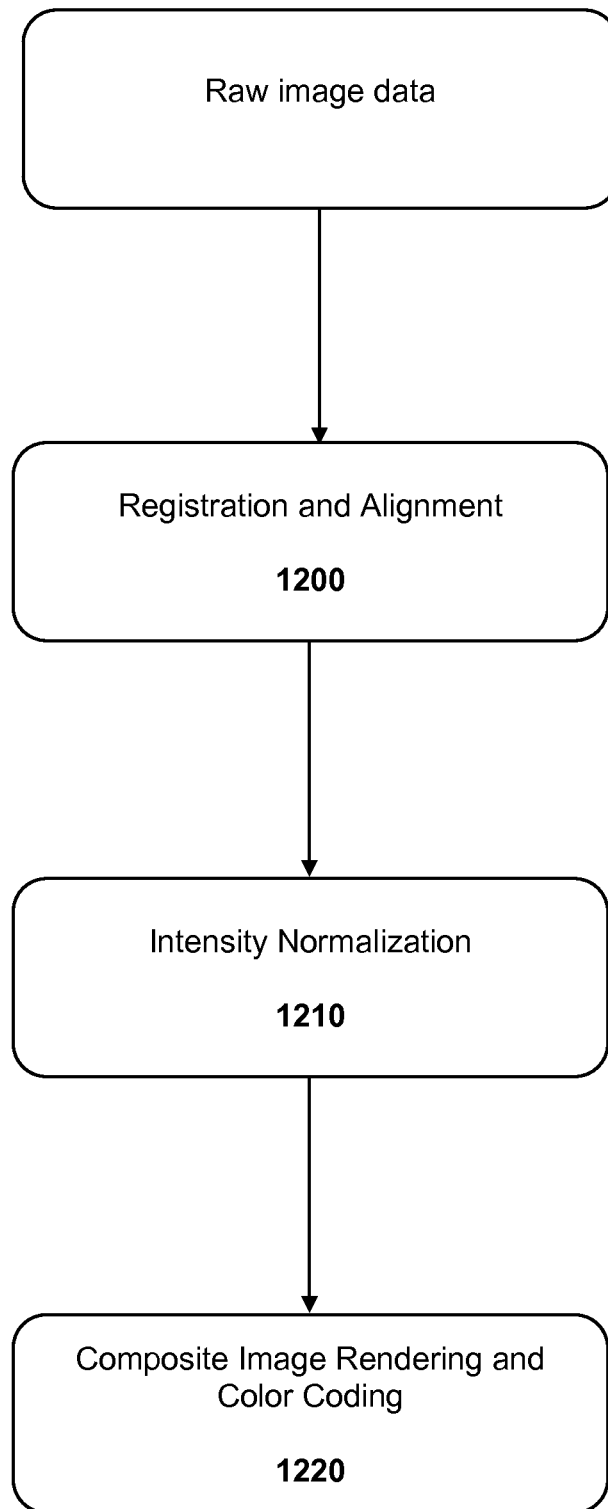 Raw image data
Registration and Alignment
1200
Intensity Normalization
1210
Composite Image Rendering and
Color Coding
1220